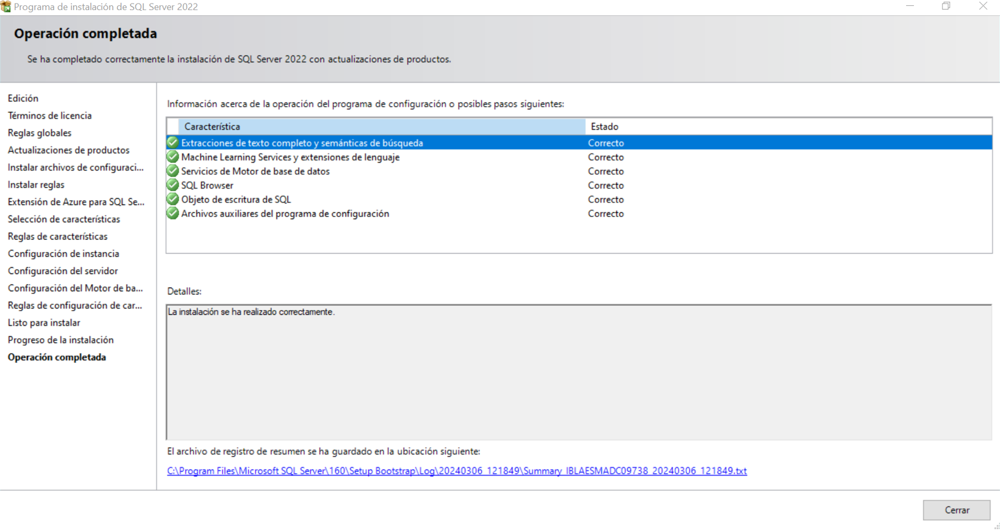 Programa de instalación de SQL Server 2022
Operación completada
Se ha completado correctamente la instalación de SQL Server 2022 con actualizaciones de productos.
Edición
Términos de licencia
Reglas globales
Actualizaciones de productos
Instalar archivos de configuraci...
Instalar reglas
Extensión de Azure para SQL Se...
Selección de características
Reglas de características
Configuración de instancia
Configuración del servidor
Configuración del Motor de ba...
Reglas de configuración de car...
Listo para instalar
Progreso de la instalación
Operación completada
Información acerca de la operación del programa de configuración o posibles pasos siguientes:
Característica Estado
Extracciones de texto completo y semánticas de búsqueda Correcto
Machine Learning Services y extensiones de lenguaje Correcto
Servicios de Motor de base de datos Correcto
SQL Browser Correcto
Objeto de escritura de SQL Correcto
Archivos auxiliares del programa de configuración Correcto
Detalles:
La instalación se ha realizado correctamente.
El archivo de registro de resumen se ha guardado en la ubicación siguiente:
C:\Program Files\Microsoft SQL Server\160\Setup Bootstrap\Log\20240306_121849\Summary_IBLAESMADC09738_20240306_121849.txt
Cerrar